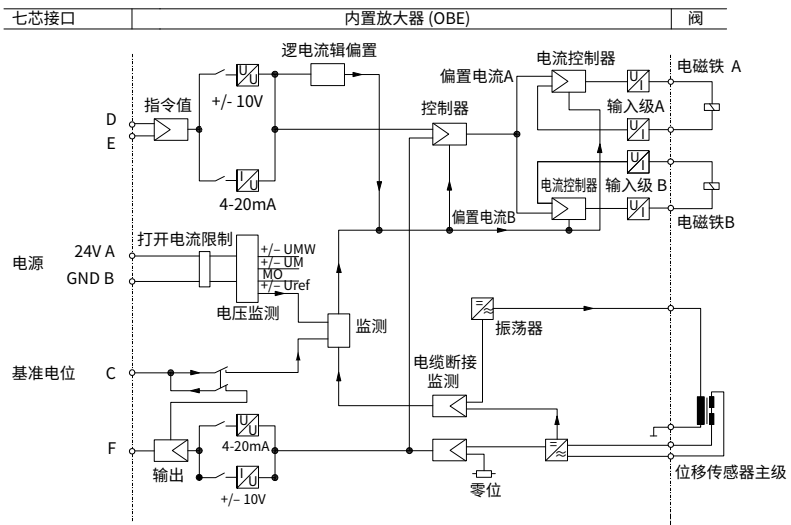 七芯接口 内置放大器 (OBE) 阀
逻电流辑偏置
电流控制器
偏置电流A
电磁铁 A
U U
U I
指令值
+/- 10V
控制器
输入级A
D
E
U I
I U
U I
4-20mA
电流控制器
输入级 B
偏置电流B
U I
电磁铁B
打开电流限制
电源
24V A
+/– UMW
+/– UM
GND B
MO
+/– Uref
电压监测
监测
振荡器
电缆断接
监测
基准电位 C
U U
4-20mA
F
输出
I U
+/– 10V
零位
位移传感器主级